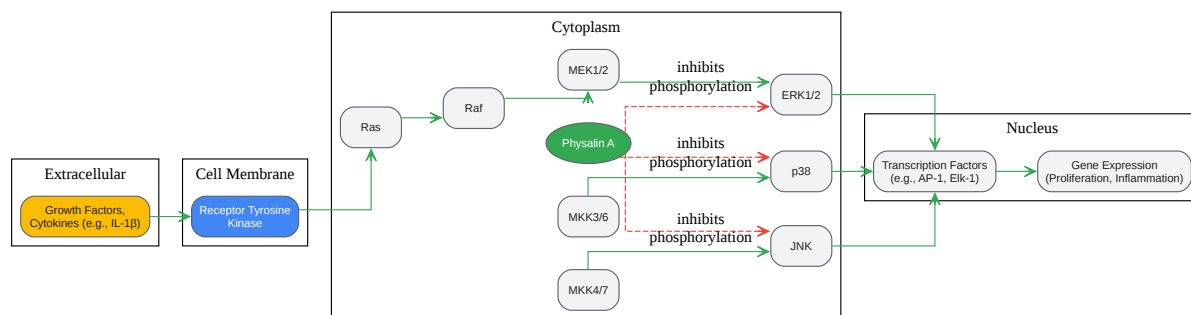 Cytoplasm
MEK1/2
inhibits
phosphorylation
ERK1/2
Raf
Ras
Physalin A
inhibits
phosphorylation
p38
Nucleus
Transcription Factors
(e.g., AP-1, Elk-1)
Gene Expression
(Proliferation, Inflammation)
Extracellular
Growth Factors,
Cytokines (e.g., IL-1β)
Cell Membrane
Receptor Tyrosine
Kinase
MKK3/6
inhibits
phosphorylation
JNK
MKK4/7